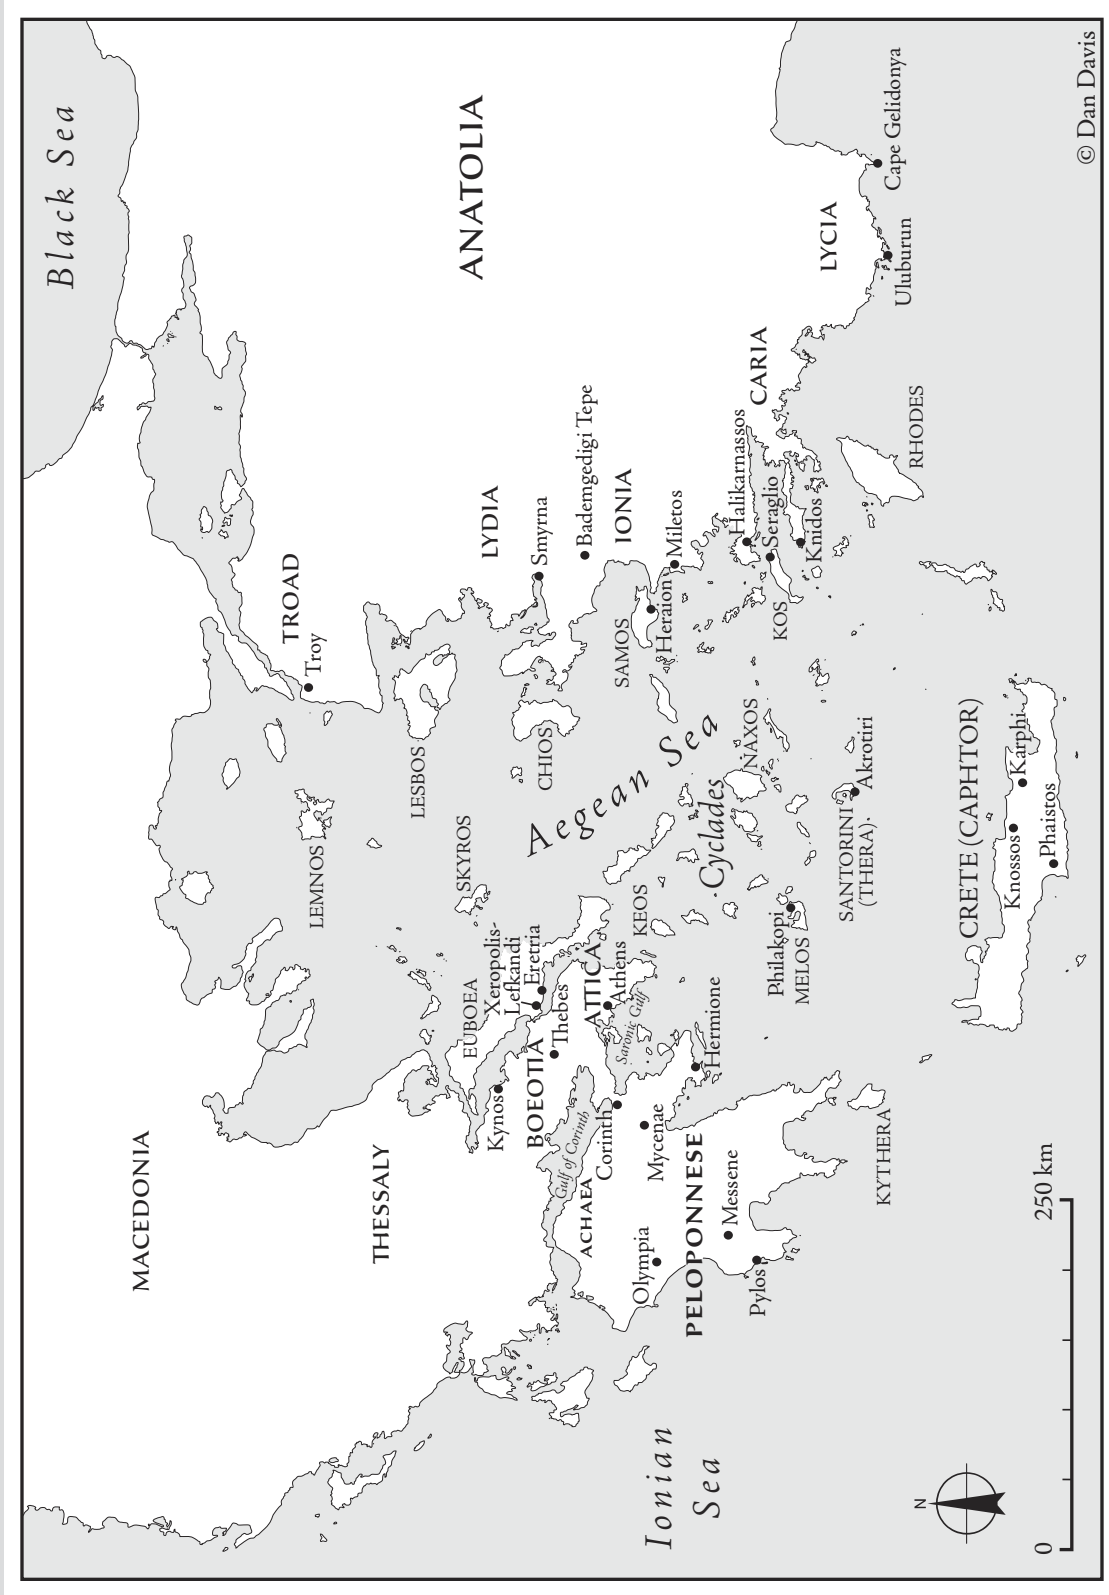 Black Sea
MACEDONIA
THESSALY
TROAD
Troy
ANATOLIA
LEMNOS
LESBOS
SKYROS
LYDIA
Smyrna
Bademgedigi Tepe
IONIA
CHIOS
Aegean Sea
EUBOEA
Xeropolis-
Lefkandi
Eretria
Kynos
BOEOTIA
Thebes
ATTICA
Athens
Saronic Gulf
Gulf of Corinth
ACHAEA
Corinth
Mycenae
Olympia
PELOPONNESE
Messene
Pylos
Hermione
KEOS
Cyclades
NAXOS
SAMOS
Heraion
Miletos
Halikarnassos
CARIA
Seraglio
Knidos
KOS
LYCIA
Uluburun
Cape Gelidonya
RHODES
Philakopi
MELOS
SANTORINI
(THERA)
Akrotiri
KYTHERA
CRETE (CAPHTOR)
Knossos
Karphi
Phaistos
Ionian
Sea
N
0
250 km
© Dan Davis